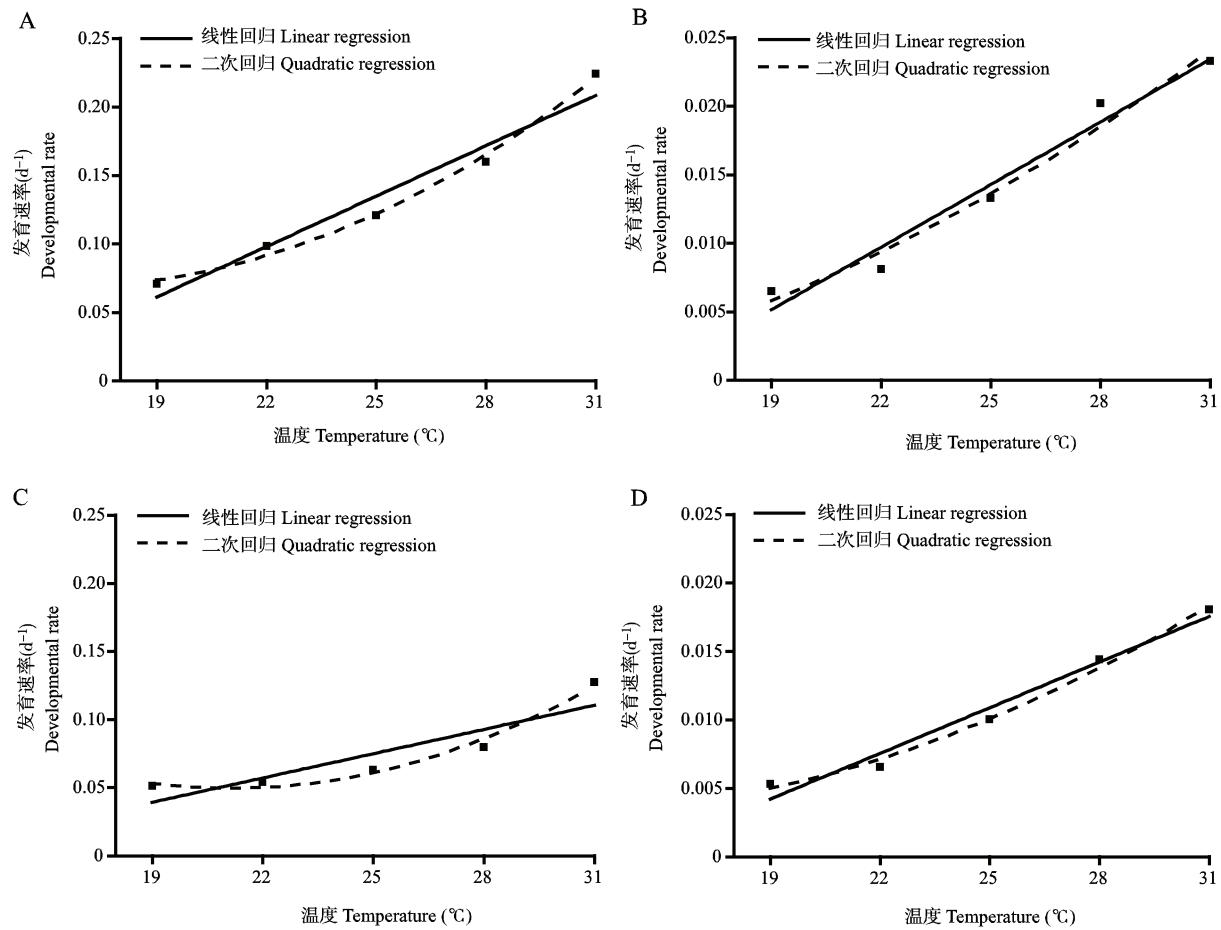 A
线性回归 Linear regression
二次回归 Quadratic regression
0.25
0.20
0.15
0.10
0.05
0
发育速率(d⁻¹)
Developmental rate
19
22
25
28
31
温度 Temperature (℃)
B
线性回归 Linear regression
二次回归 Quadratic regression
0.025
0.020
0.015
0.010
0.005
0
发育速率(d⁻¹)
Developmental rate
19
22
25
28
31
温度 Temperature (℃)
C
线性回归 Linear regression
二次回归 Quadratic regression
0.25
0.20
0.15
0.10
0.05
0
发育速率(d⁻¹)
Developmental rate
19
22
25
28
31
温度 Temperature (℃)
D
线性回归 Linear regression
二次回归 Quadratic regression
0.025
0.020
0.015
0.010
0.005
0
发育速率(d⁻¹)
Developmental rate
19
22
25
28
31
温度 Temperature (℃)